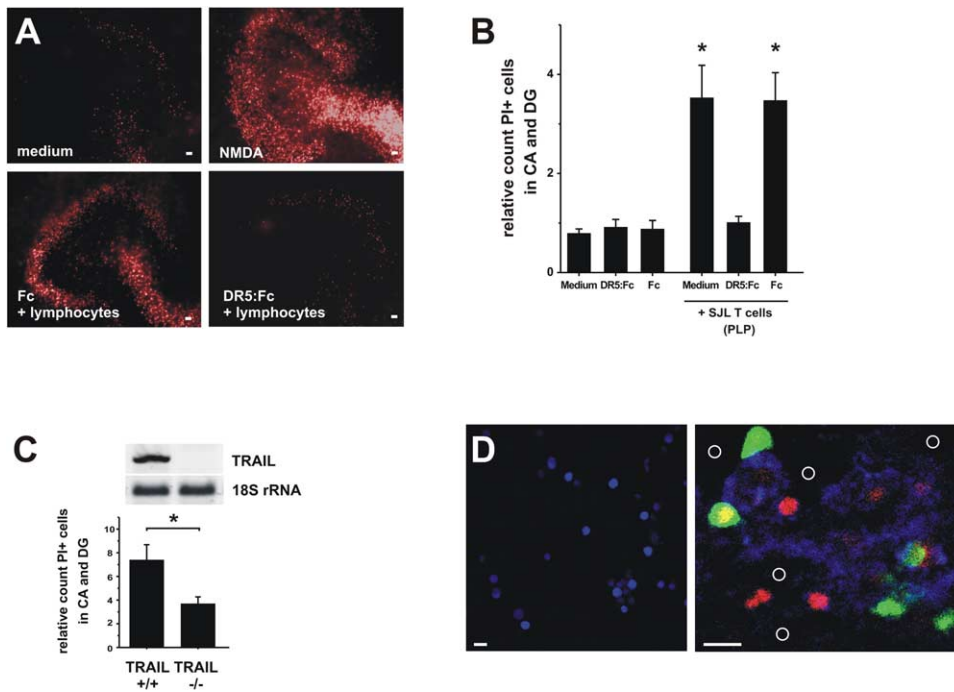 A
medium
NMDA
Fc
+ lymphocytes
DR5:Fc
+ lymphocytes
B
relative count PI+ cells
in CA and DG
4
2
0
*
*
Medium
DR5:Fc
Fc
Medium
DR5:Fc
Fc
+ SJL T cells
(PLP)
C
TRAIL
18S rRNA
relative count PI+ cells
in CA and DG
10
8
6
4
2
0
*
TRAIL
+/+
TRAIL
-/-
D